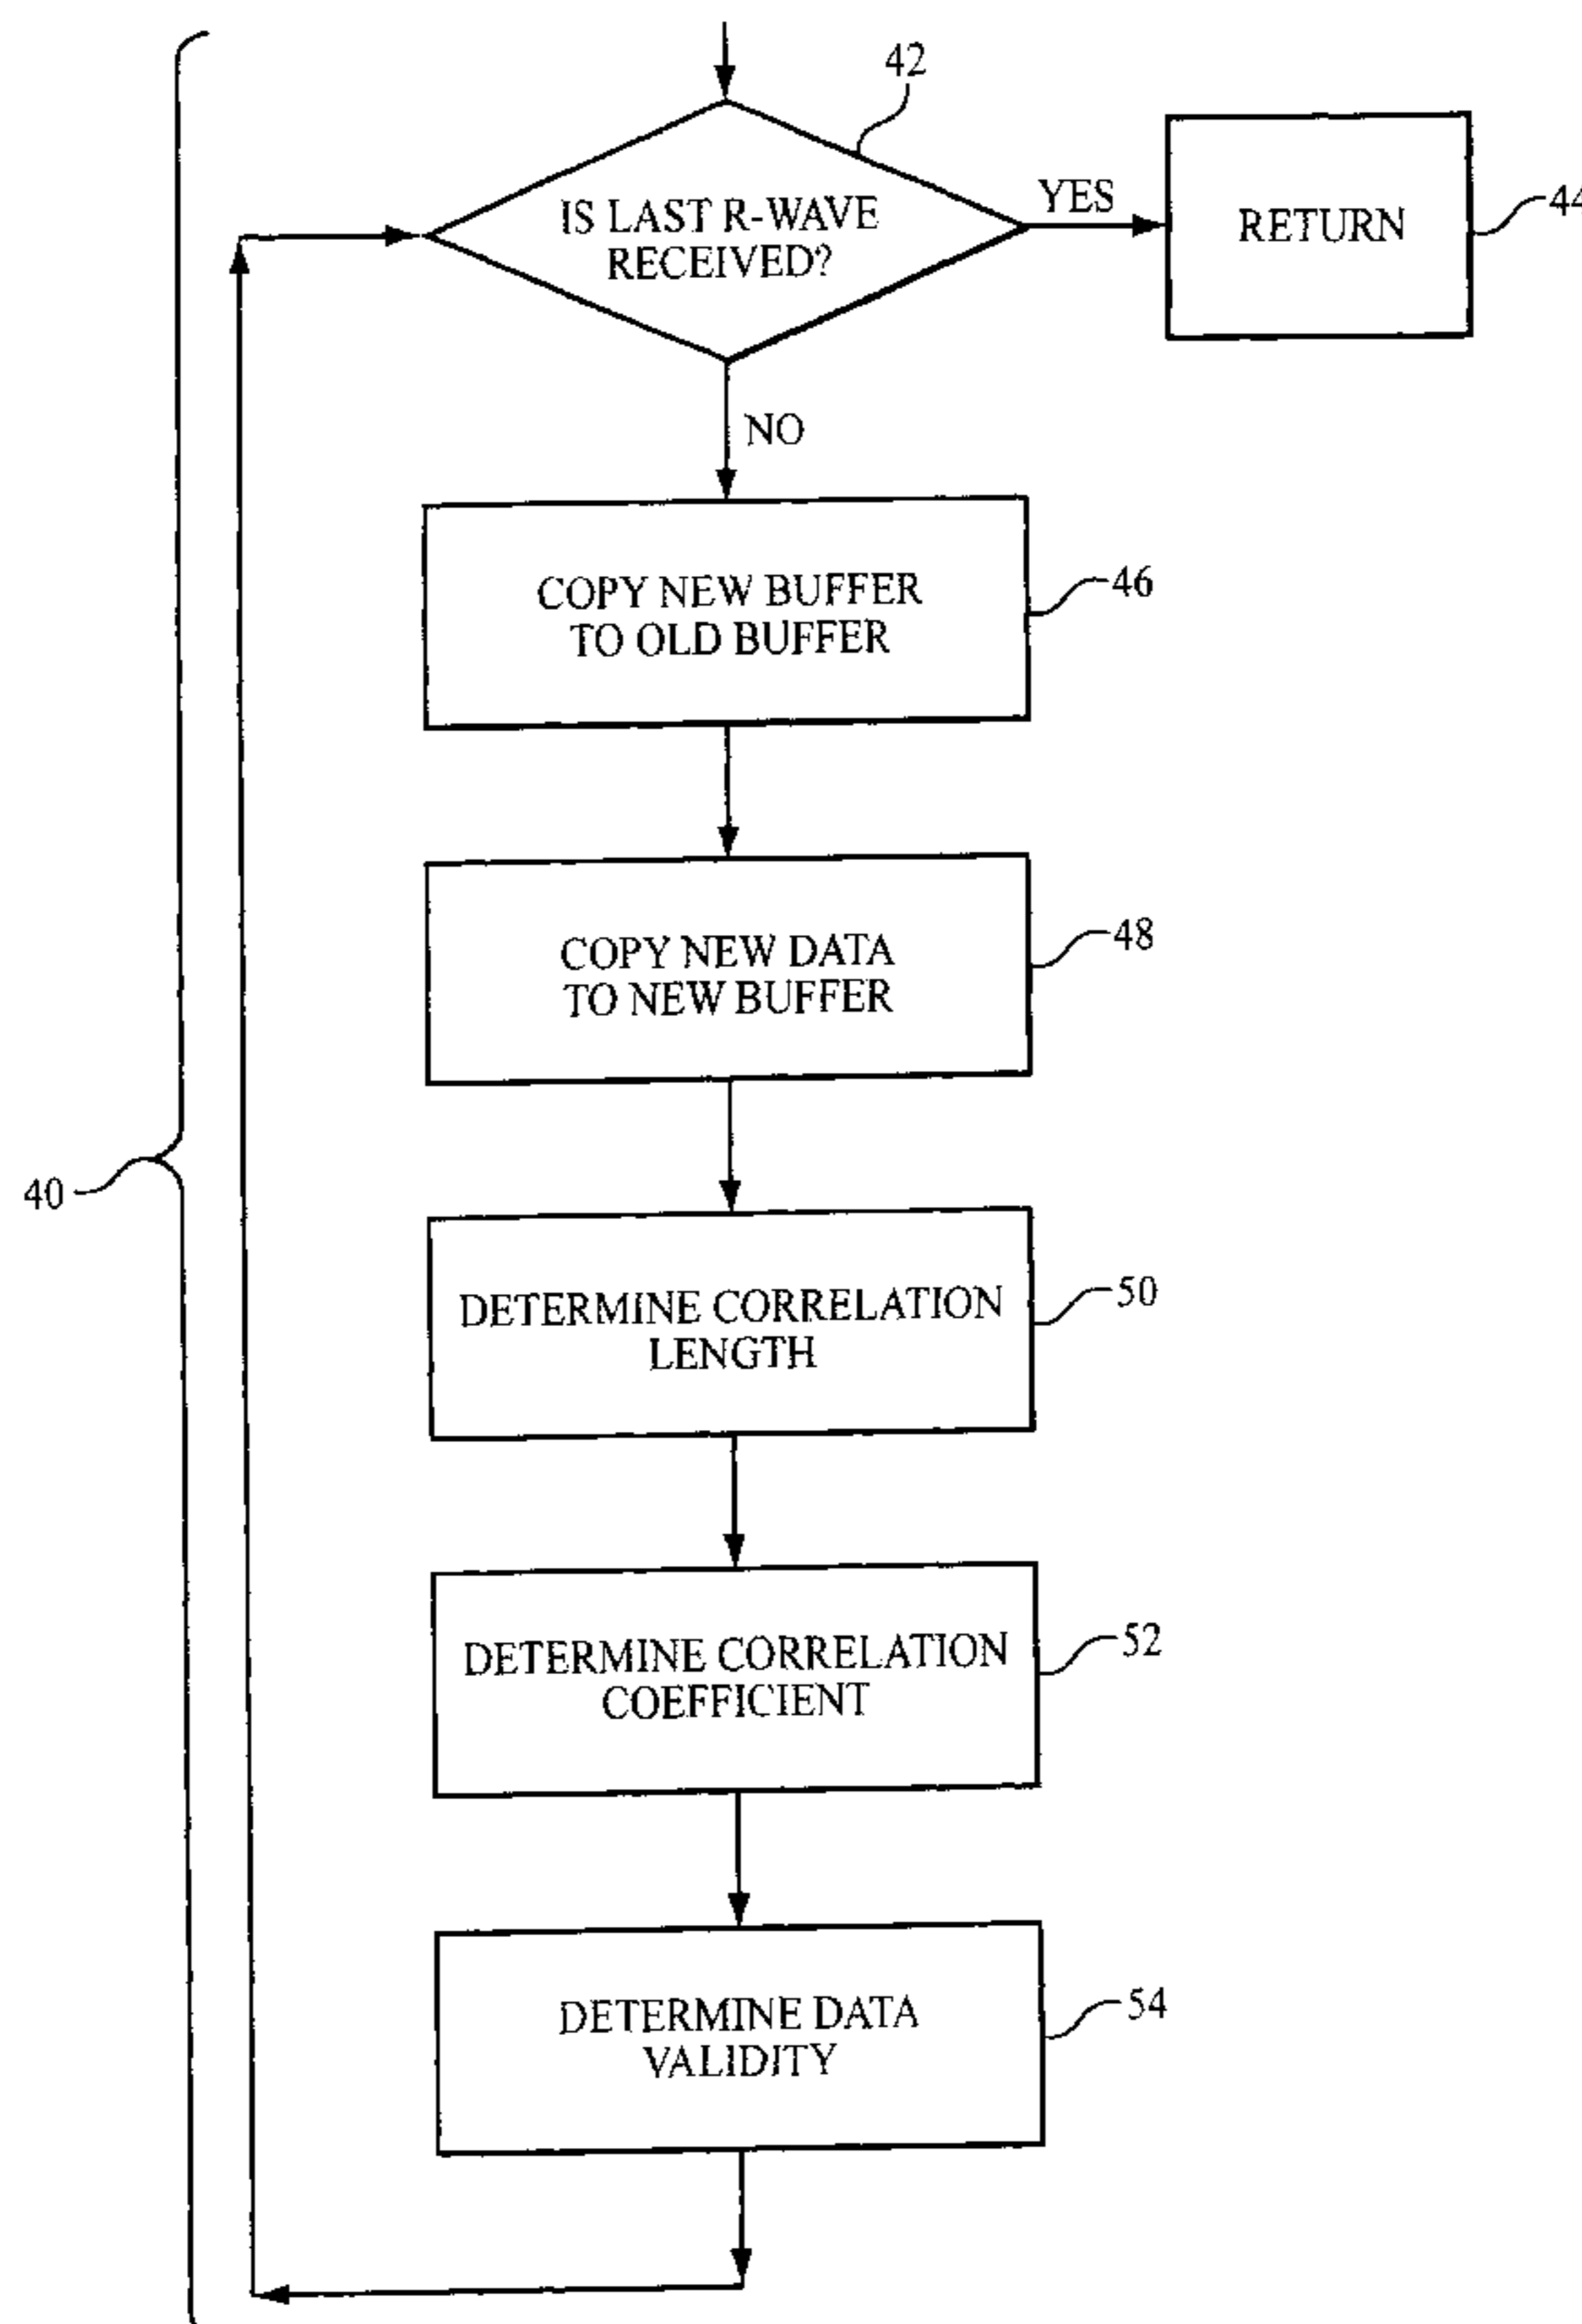 42
IS LAST R-WAVE
RECEIVED?
YES
RETURN
44
NO
COPY NEW BUFFER
TO OLD BUFFER
46
COPY NEW DATA
TO NEW BUFFER
48
40
DETERMINE CORRELATION
LENGTH
50
DETERMINE CORRELATION
COEFFICIENT
52
DETERMINE DATA
VALIDITY
54